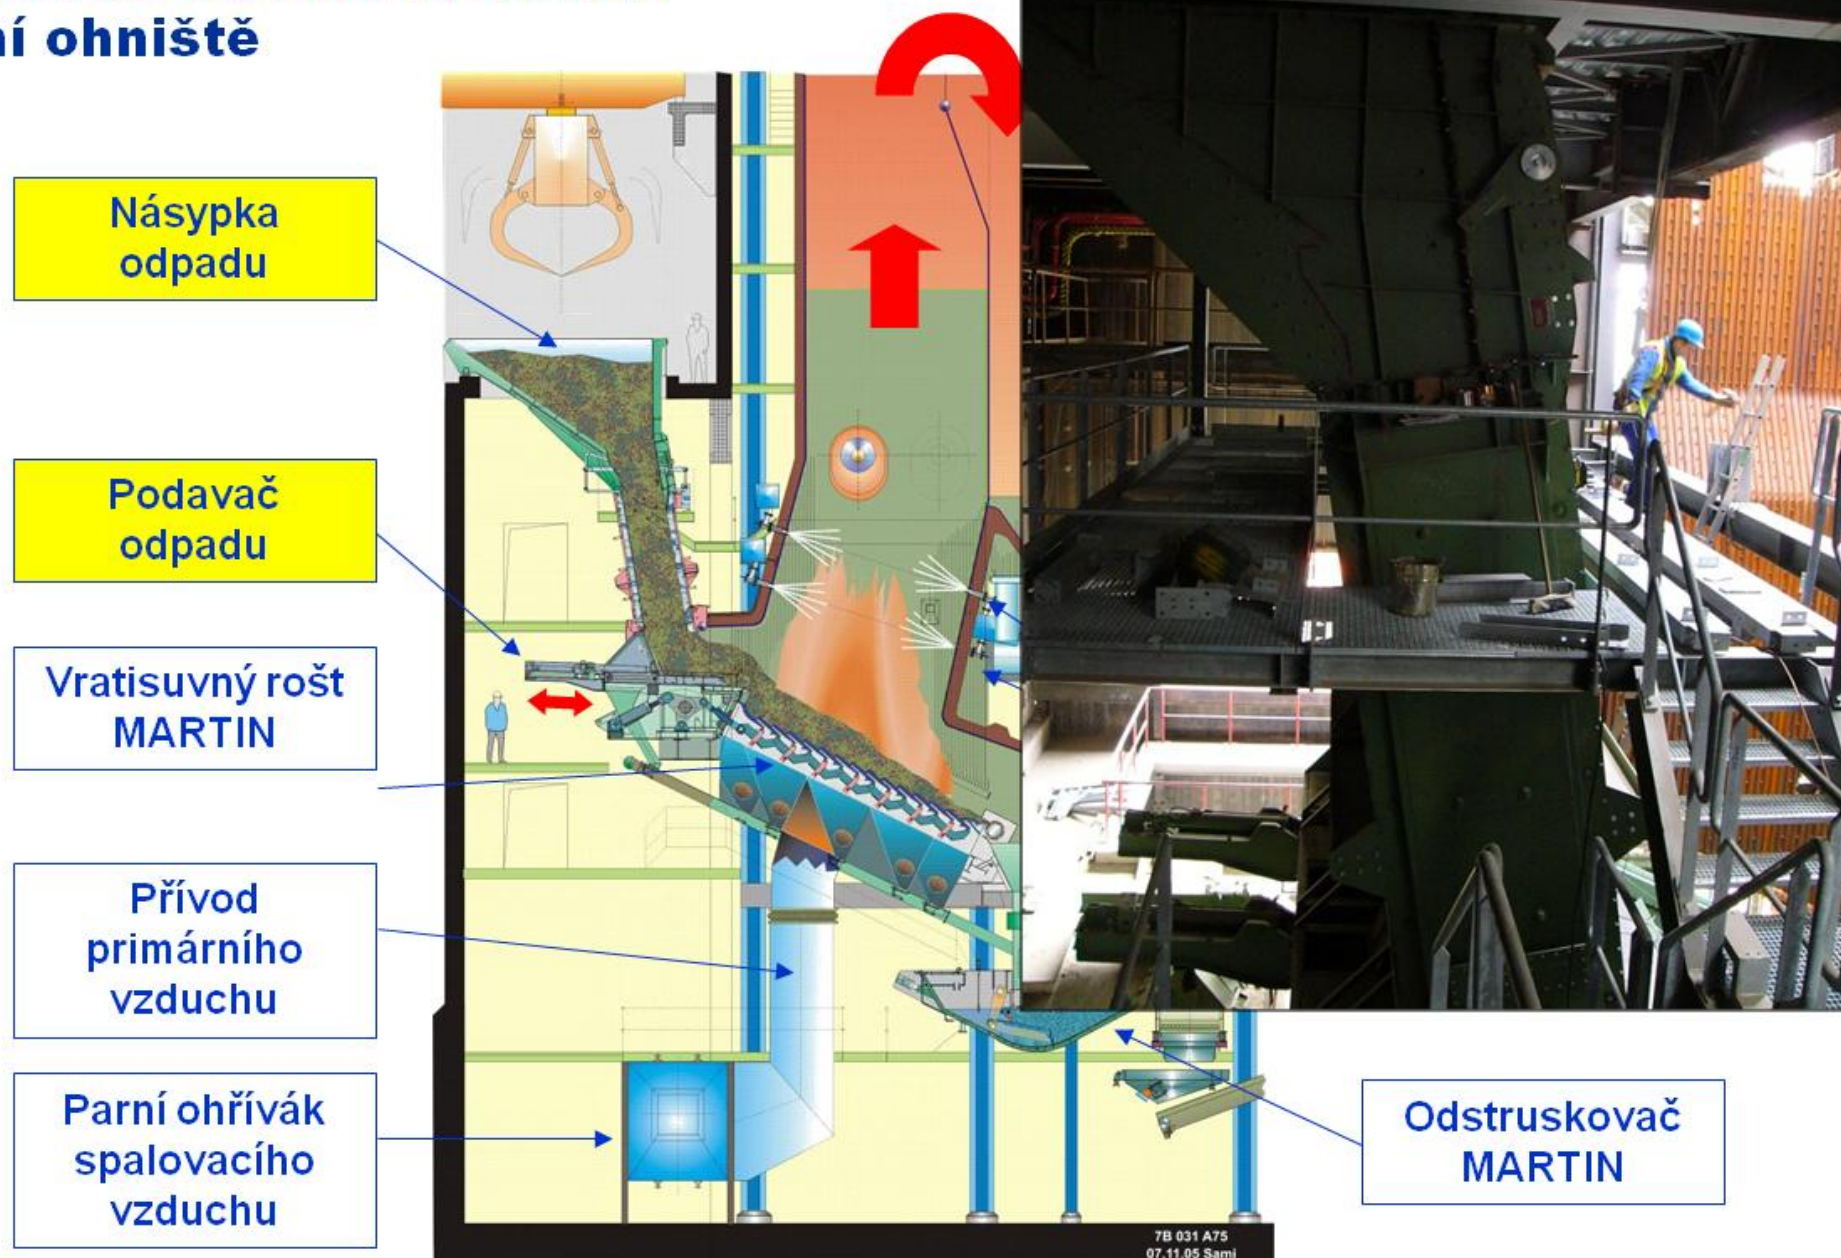 ní ohniště
Násypka
odpadu
Podavač
odpadu
Vratisuvný rošt
MARTIN
Přívod
primárního
vzduchu
Parní ohřívák
spalovacího
vzduchu
Odstruskovač
MARTIN
7B 031 A75
07.11.05 Sami